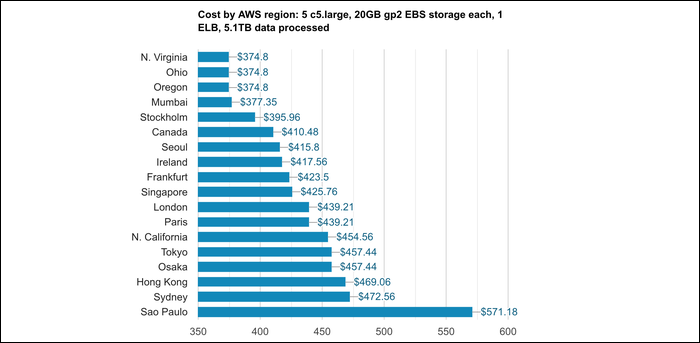 Cost by AWS region: 5 c5.large, 20GB gp2 EBS storage each, 1
ELB, 5.1TB data processed
N. Virginia $374.8
Ohio $374.8
Oregon $374.8
Mumbai $377.35
Stockholm $395.96
Canada $410.48
Seoul $415.8
Ireland $417.56
Frankfurt $423.5
Singapore $425.76
London $439.21
Paris $439.21
N. California $454.56
Tokyo $457.44
Osaka $457.44
Hong Kong $469.06
Sydney $472.56
Sao Paulo $571.18
350 400 450 500 550 600